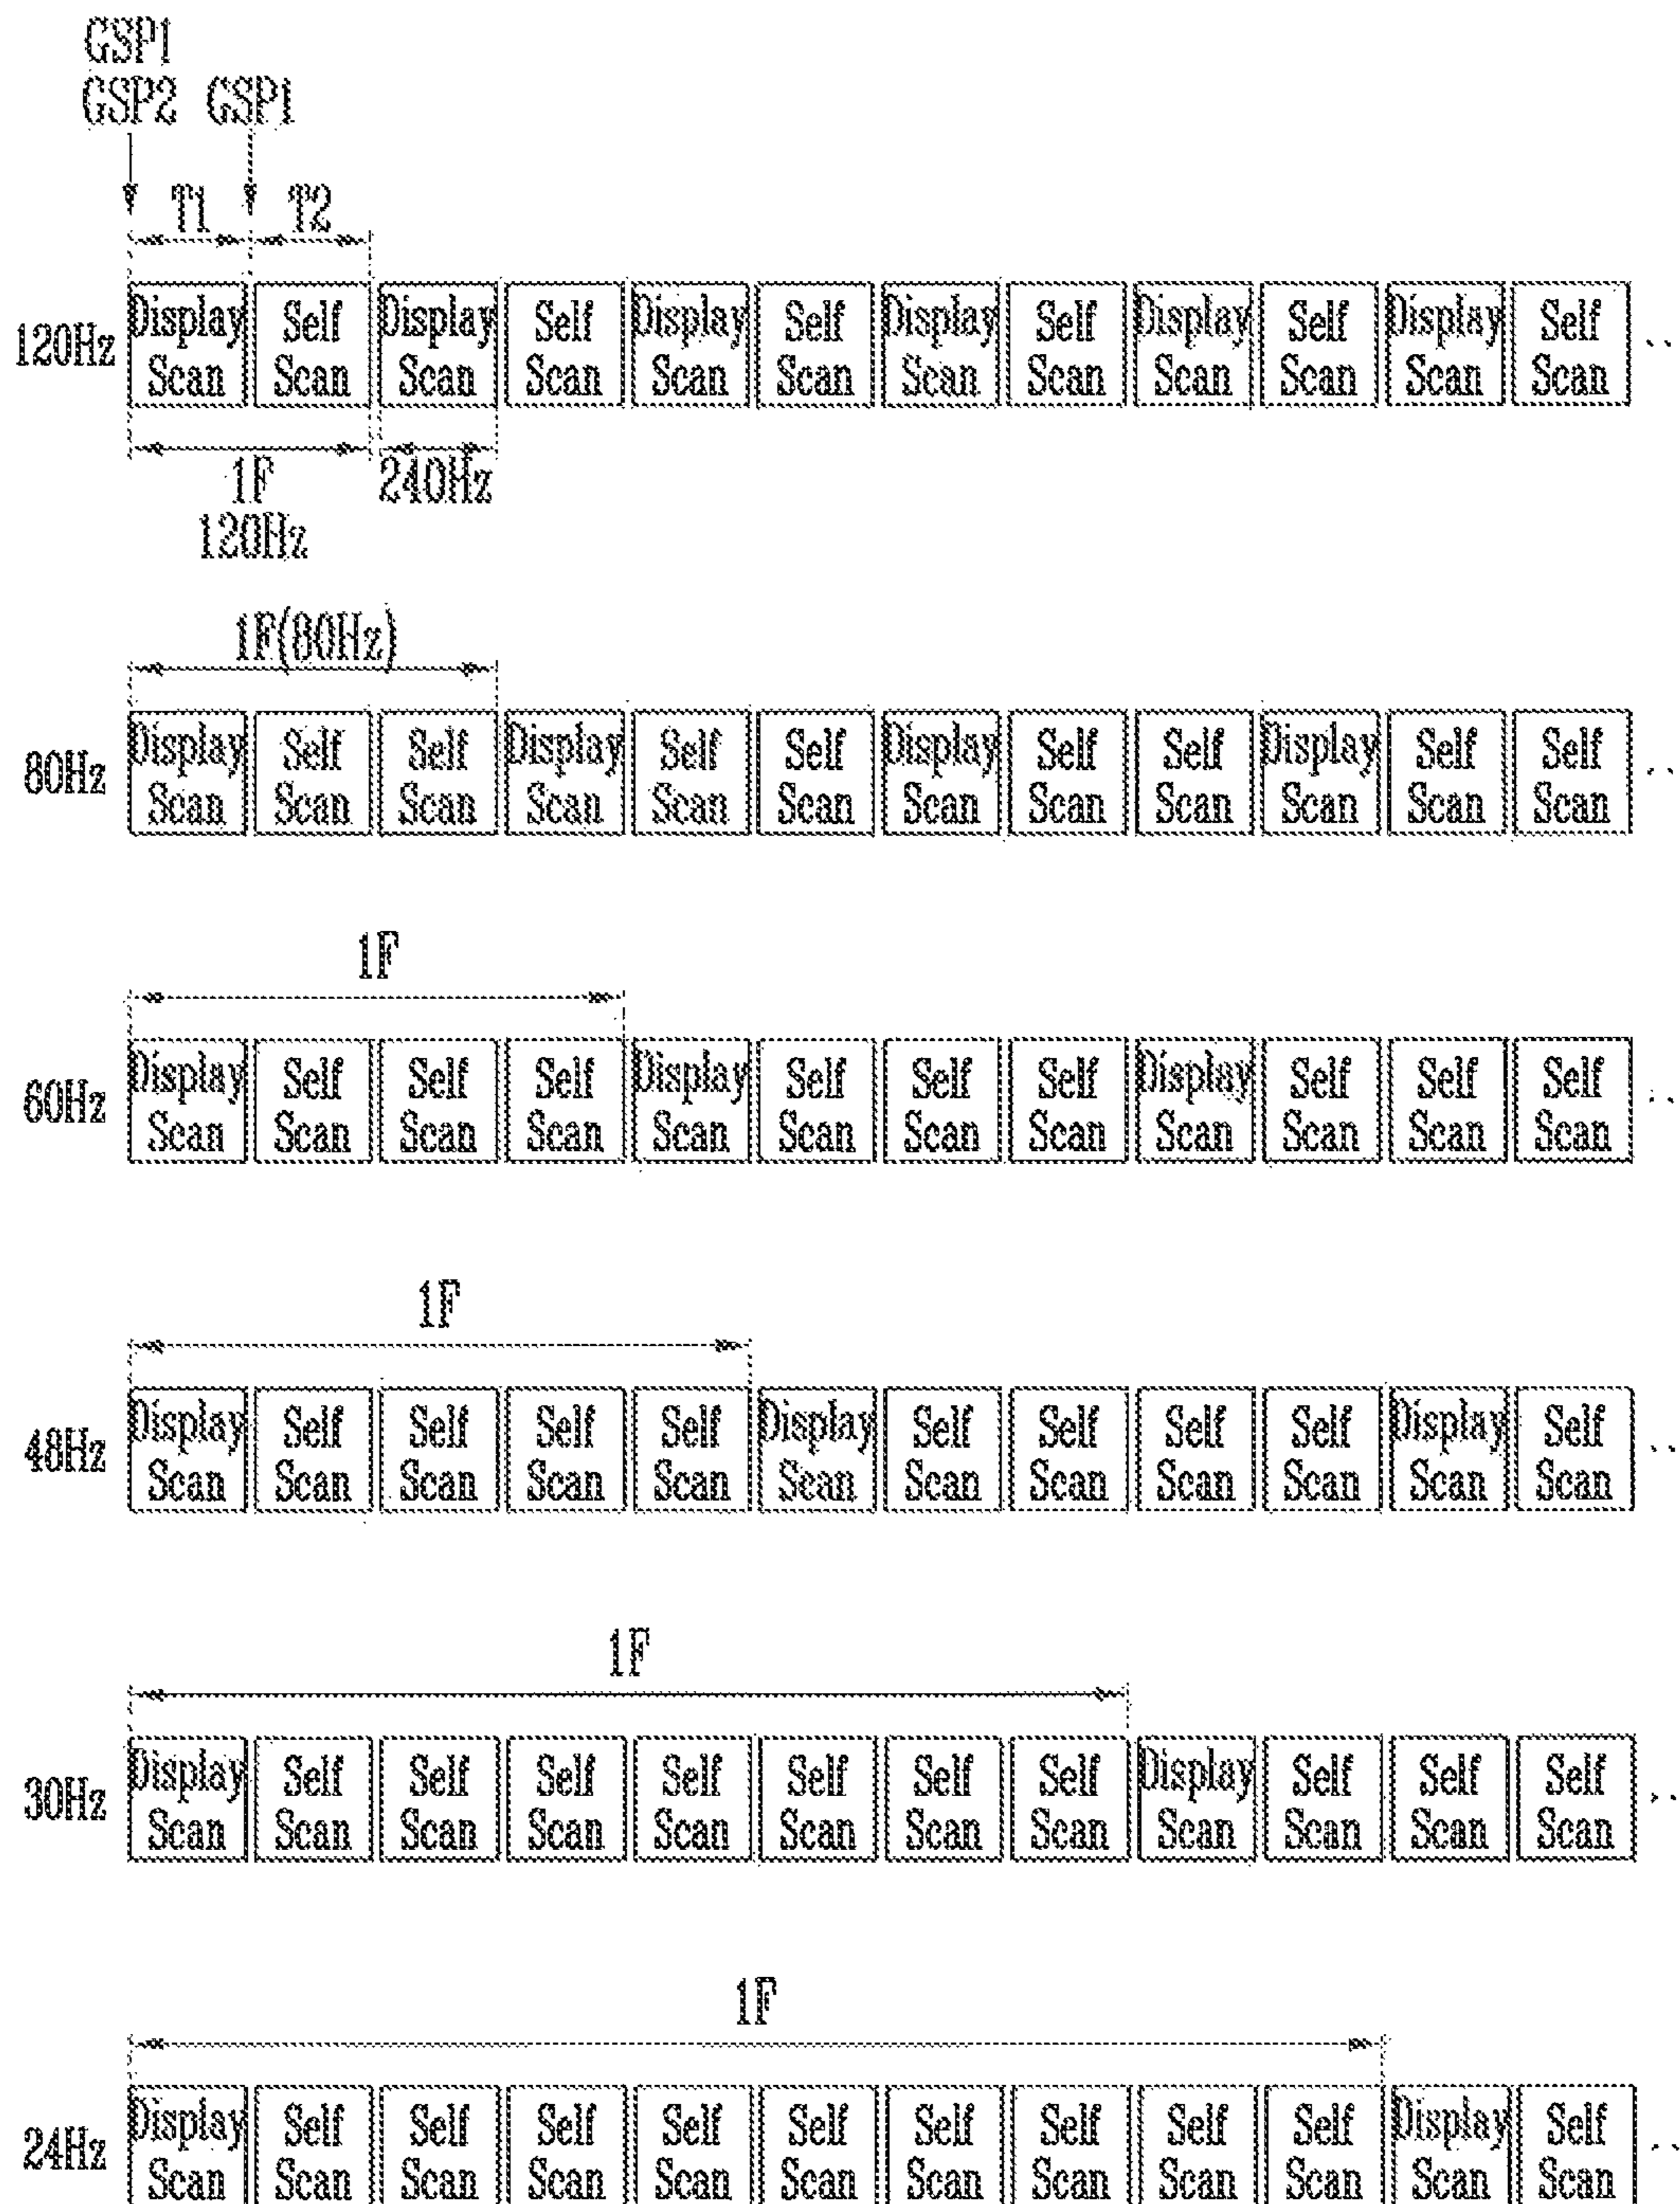 GSP1
GSP2 GSP1
T1 T2
120Hz Display Self Display Self Display Self Display Self Display Self Display Self ..
Scan Scan Scan Scan Scan Scan Scan Scan Scan Scan Scan Scan
1F 240Hz
120Hz
1F(80Hz)
80Hz Display Self Self Display Self Self Display Self Self Display Self Self ..
Scan Scan Scan Scan Scan Scan Scan Scan Scan Scan Scan Scan
1F
60Hz Display Self Self Self Display Self Self Self Display Self Self Self ..
Scan Scan Scan Scan Scan Scan Scan Scan Scan Scan Scan Scan
1F
48Hz Display Self Self Self Self Display Self Self Self Self Display Self ..
Scan Scan Scan Scan Scan Scan Scan Scan Scan Scan Scan Scan
1F
30Hz Display Self Self Self Self Self Self Self Display Self Self Self ..
Scan Scan Scan Scan Scan Scan Scan Scan Scan Scan Scan Scan
1F
24Hz Display Self Self Self Self Self Self Self Self Self Display Self ..
Scan Scan Scan Scan Scan Scan Scan Scan Scan Scan Scan Scan